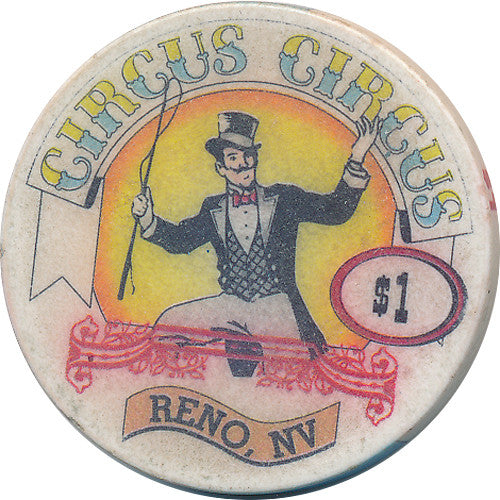 CIRCUS CIRCUS
$1
RENO, NV